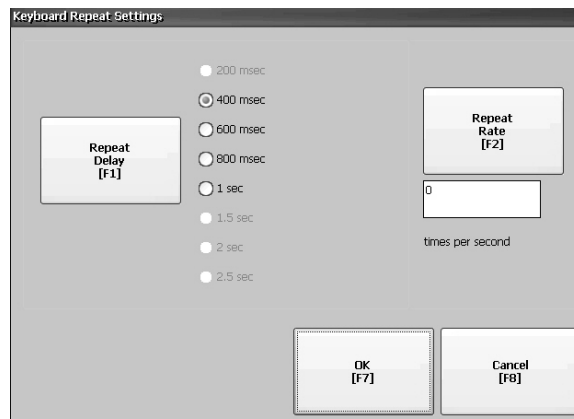 Keyboard Repeat Settings
200 msec
400 msec
600 msec
800 msec
1 sec
1.5 sec
2 sec
2.5 sec
Repeat
Delay
[F1]
Repeat
Rate
[F2]
0
times per second
OK
[F7]
Cancel
[F8]